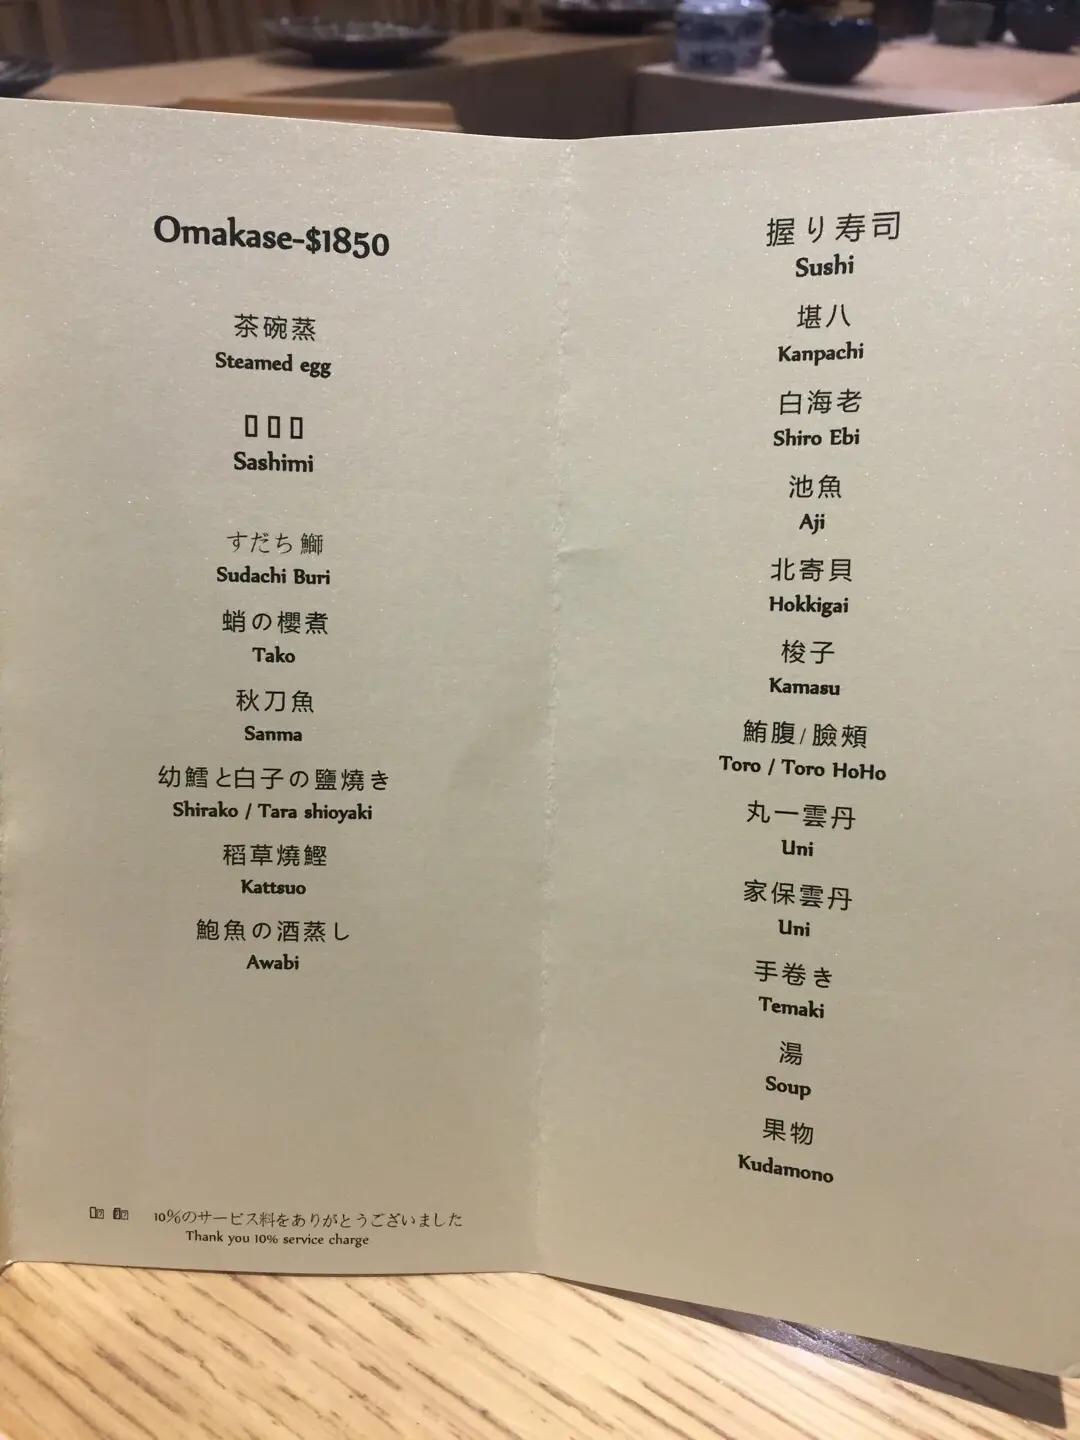 Omakase-$1850
茶碗蒸
Steamed egg
Sashimi
すだち鰤
Sudachi Buri
蛸の櫻煮
Tako
秋刀魚
Sanma
幼鱈と白子の鹽燒き
Shirako / Tara shioyaki
稻草燒鰹
Kattsuo
鮑魚の酒蒸し
Awabi
10%のサービス料をありがとうございました
Thank you 10% service charge
握り寿司
Sushi
堪八
Kanpachi
白海老
Shiro Ebi
池魚
Aji
北寄貝
Hokkigai
梭子
Kamasu
鮪腹/臉頰
Toro / Toro HoHo
丸一雲丹
Uni
家保雲丹
Uni
手卷き
Temaki
湯
Soup
果物
Kudamono